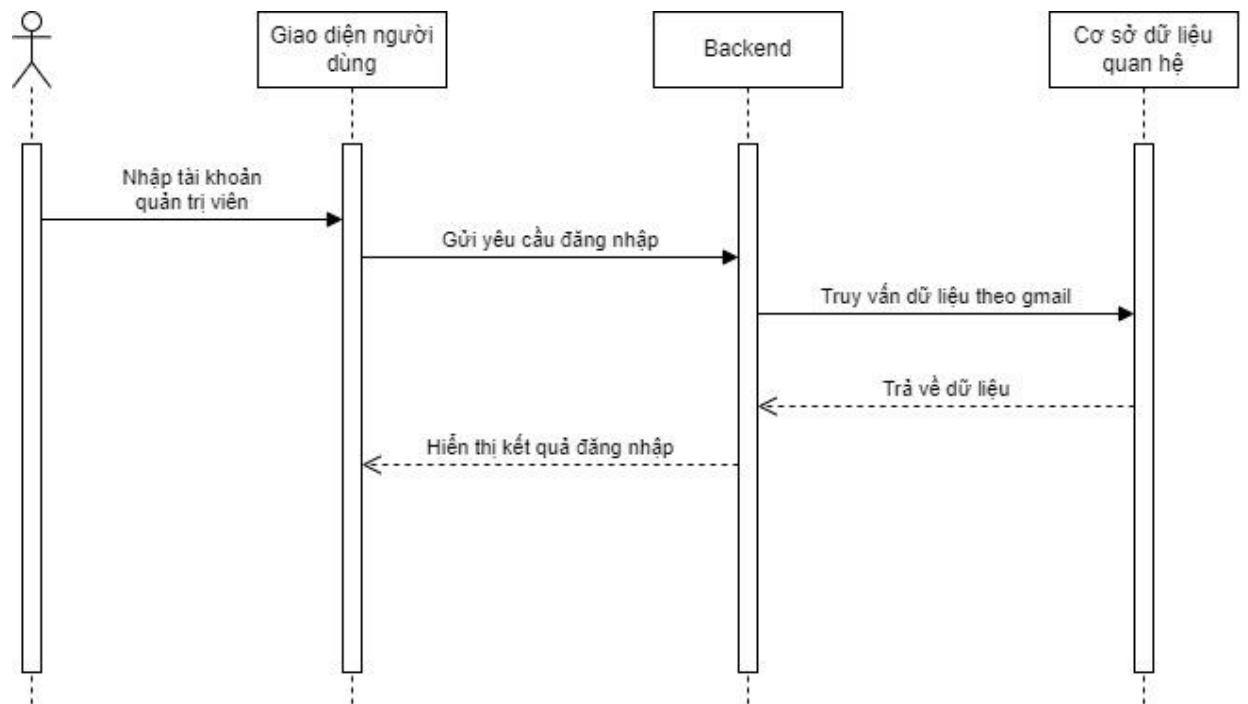 Giao diện người
dùng
Backend
Cơ sở dữ liệu
quan hệ
Nhập tài khoản
quản trị viên
Gửi yêu cầu đăng nhập
Truy vấn dữ liệu theo gmail
Trả về dữ liệu
Hiển thị kết quả đăng nhập